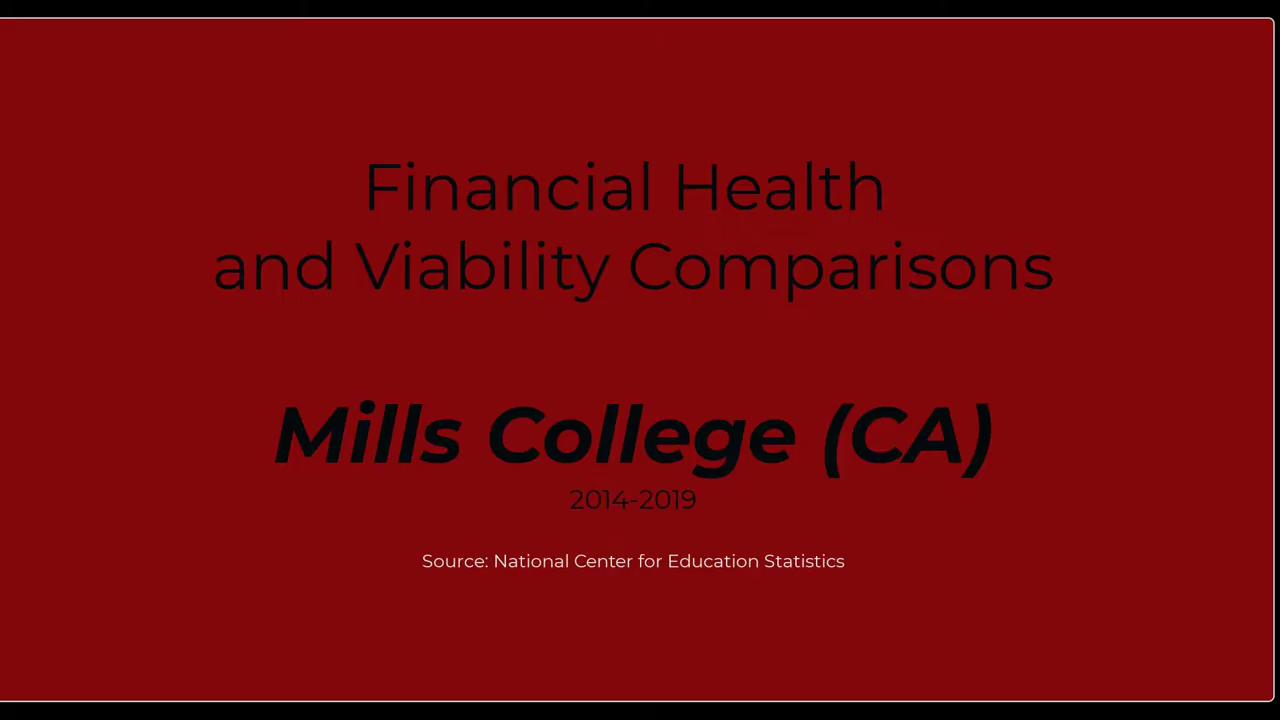 Financial Health
and Viability Comparisons
Mills College (CA)
2014-2019
Source: National Center for Education Statistics